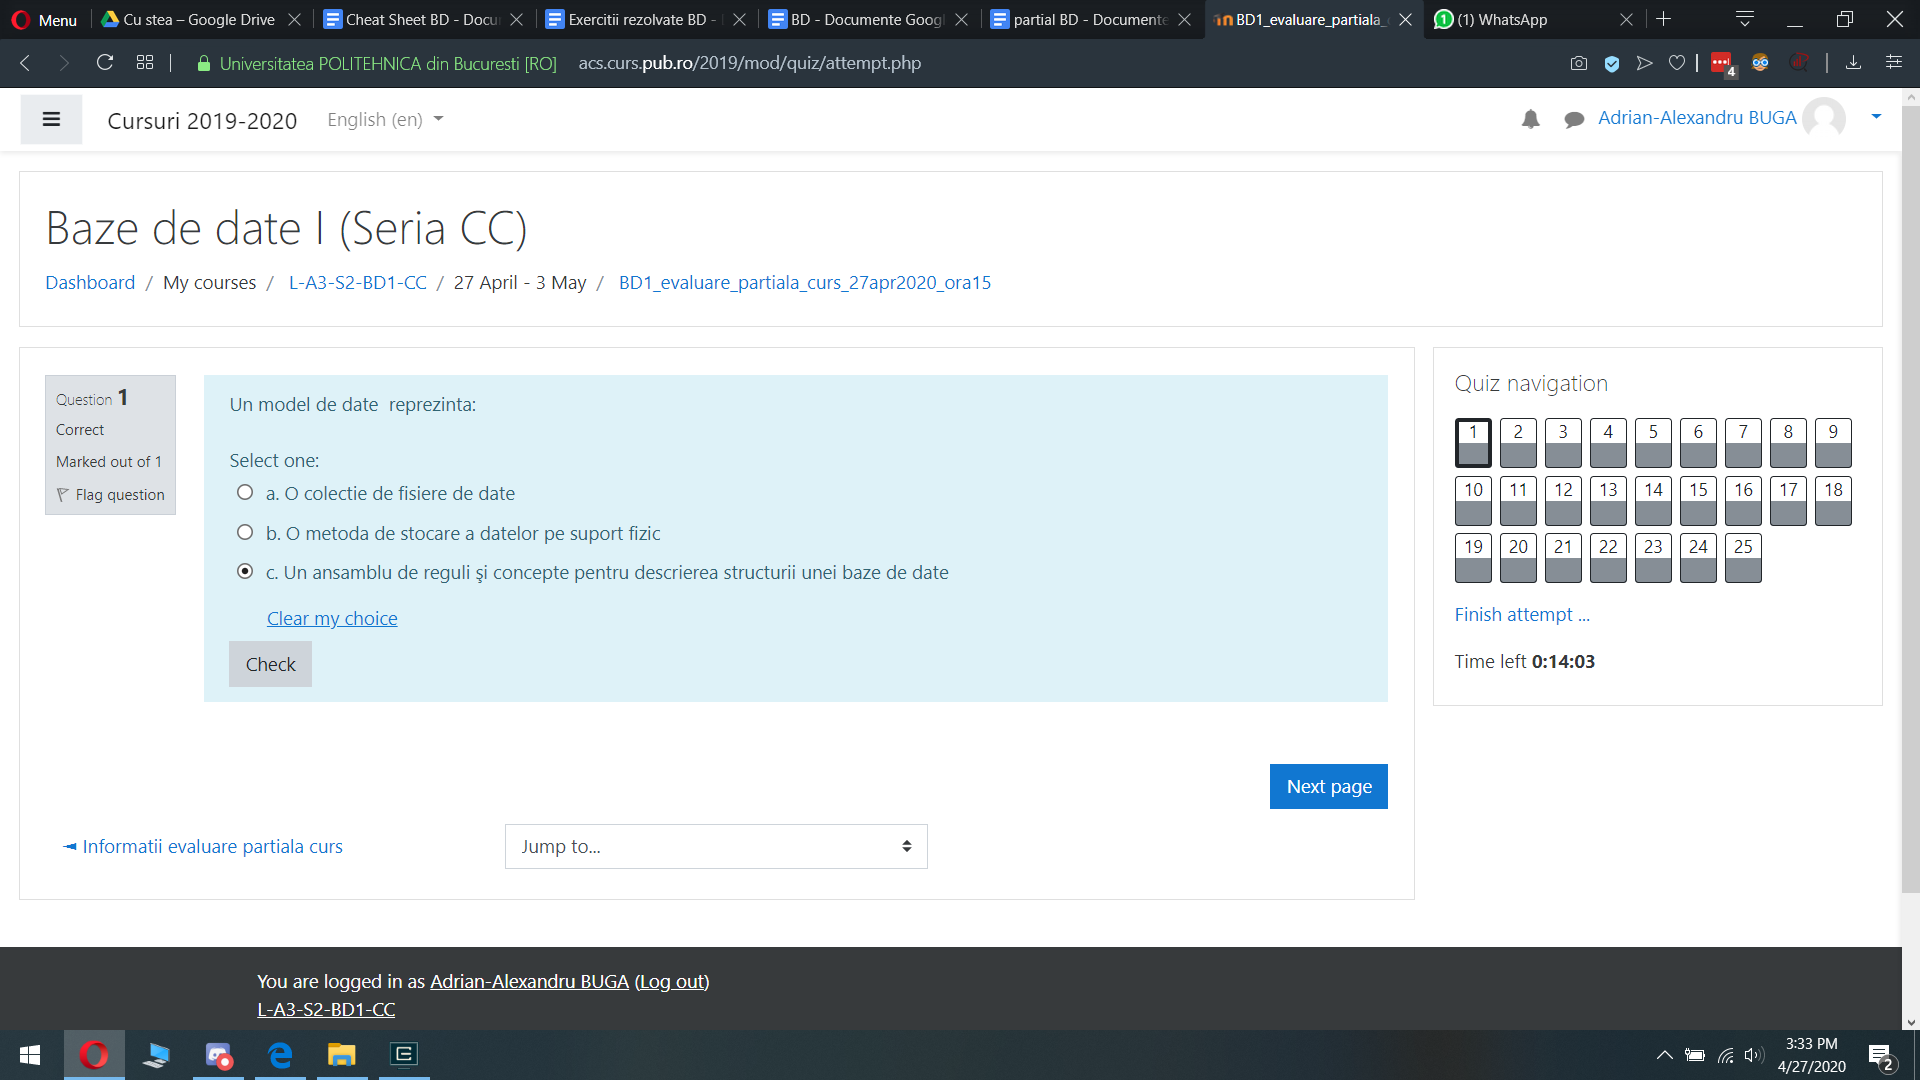 Menu
Cu stea – Google Drive
Cheat Sheet BD - Docu
Exercitii rezolvate BD -
BD - Documente Goog
partial BD - Documente
BD1_evaluare_partiala_
(1) WhatsApp
Universitatea POLITEHNICA din Bucuresti [RO]
acs.curs.pub.ro/2019/mod/quiz/attempt.php
4
Cursuri 2019-2020
English (en)
Adrian-Alexandru BUGA
Baze de date I (Seria CC)
Dashboard / My courses / L-A3-S2-BD1-CC / 27 April - 3 May / BD1_evaluare_partiala_curs_27apr2020_ora15
Question 1
Correct
Marked out of 1
Flag question
Un model de date reprezinta:
Select one:
a. O colectie de fisiere de date
b. O metoda de stocare a datelor pe suport fizic
c. Un ansamblu de reguli şi concepte pentru descrierea structurii unei baze de date
Clear my choice
Check
Next page
◄ Informatii evaluare partiala curs
Jump to...
Quiz navigation
1 2 3 4 5 6 7 8 9
10 11 12 13 14 15 16 17 18
19 20 21 22 23 24 25
Finish attempt ...
Time left 0:14:03
You are logged in as Adrian-Alexandru BUGA (Log out)
L-A3-S2-BD1-CC
3:33 PM
4/27/2020
2